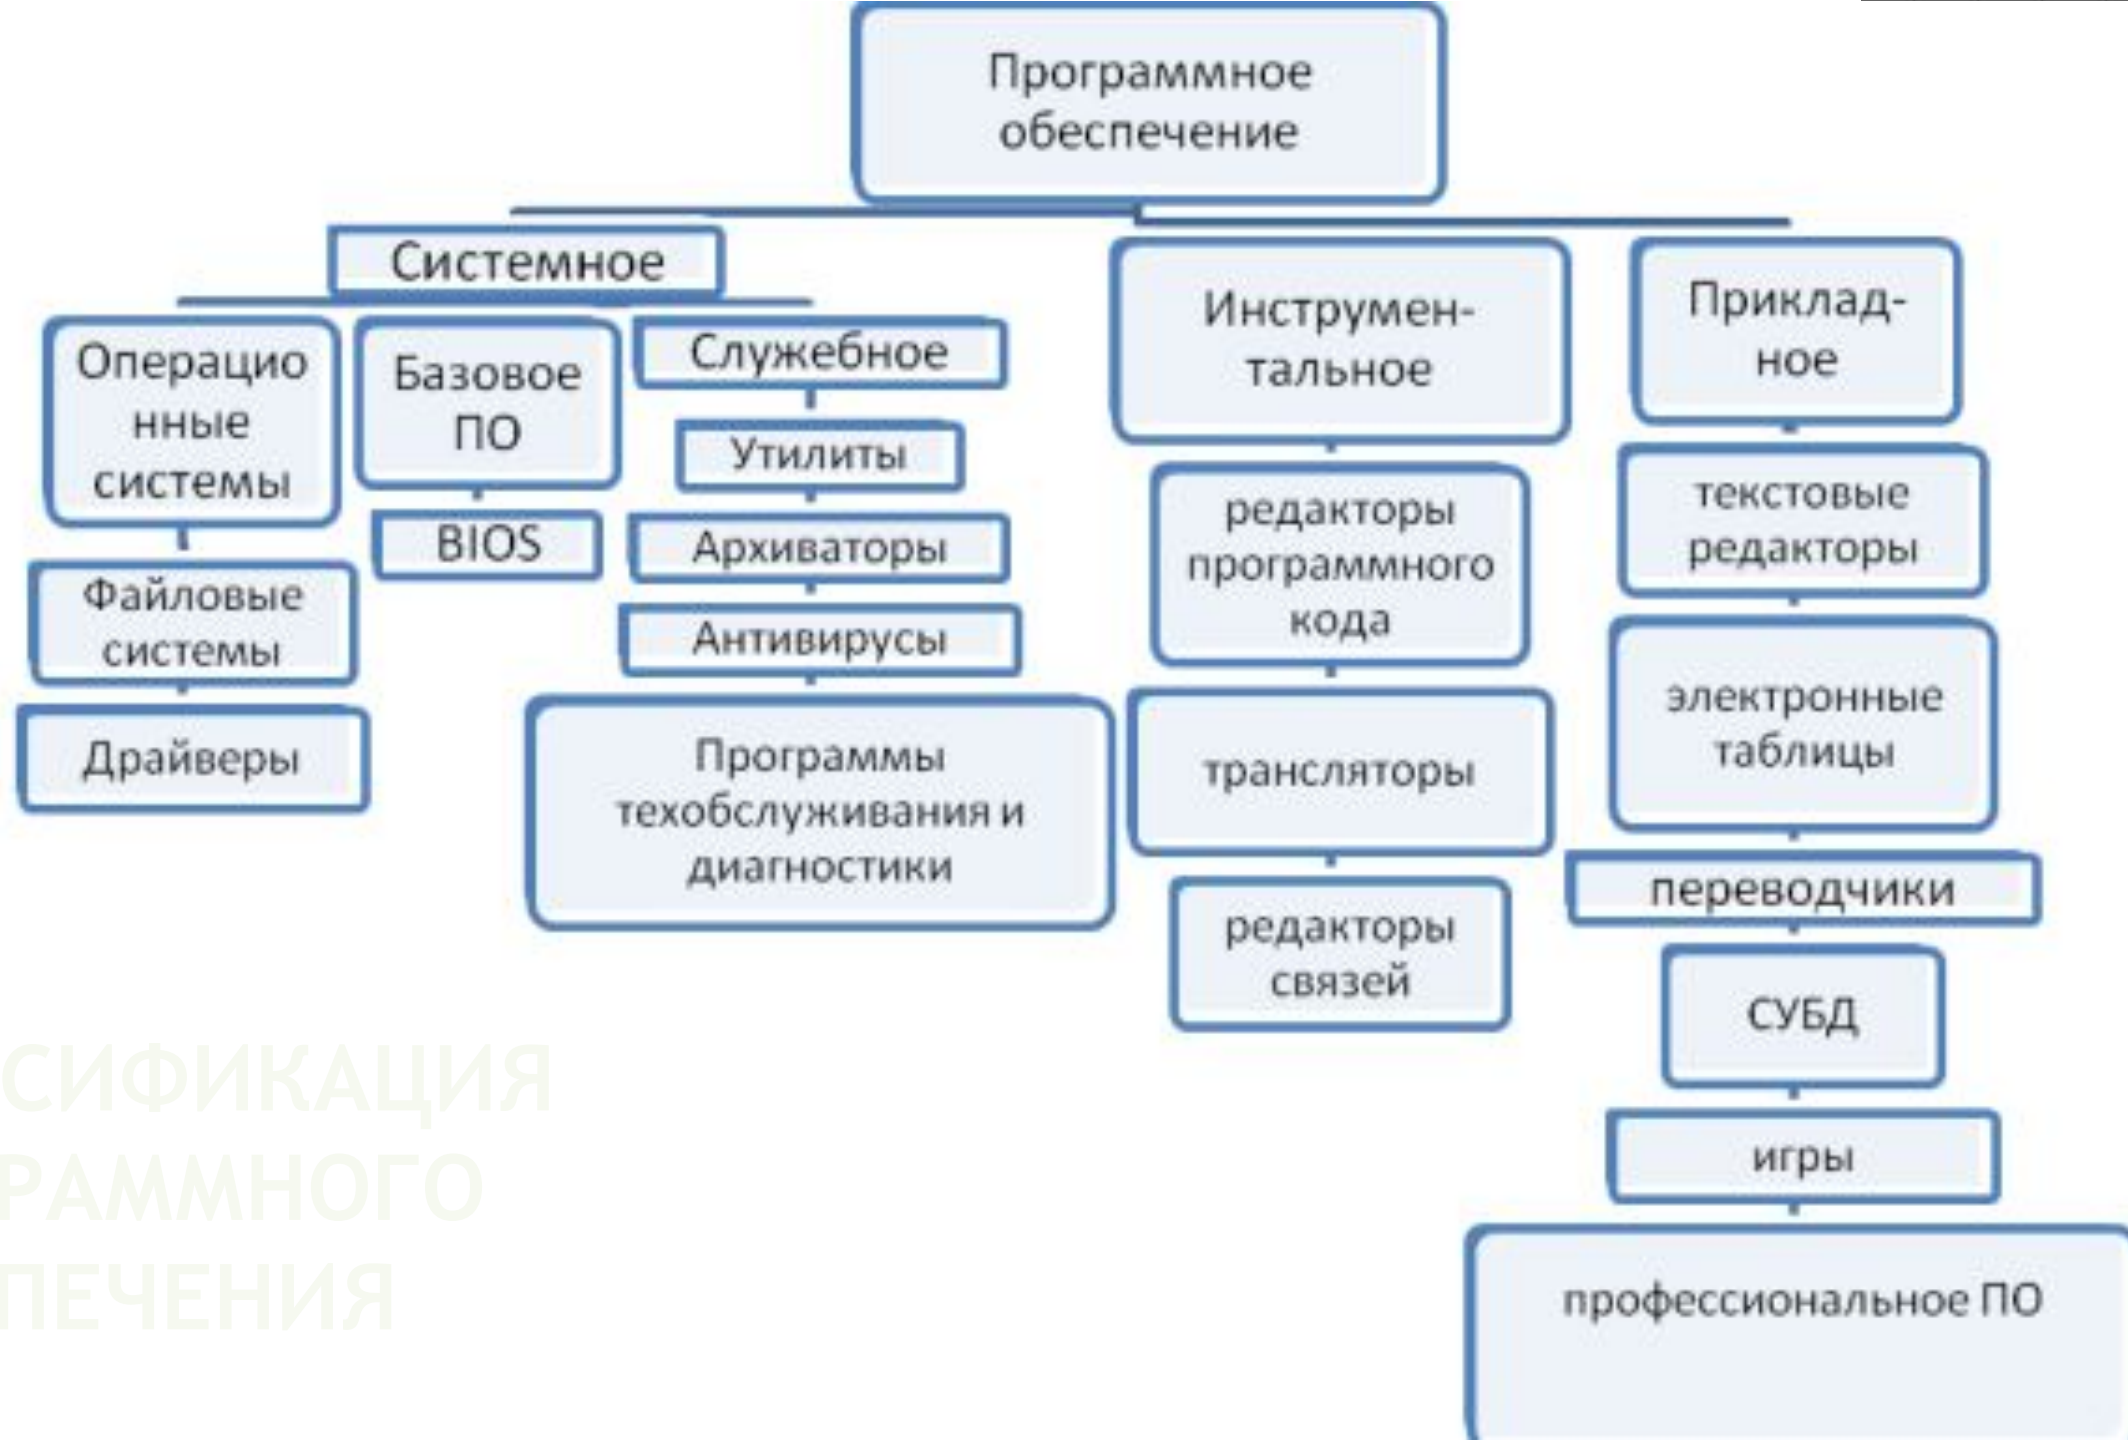 Программное
обеспечение
Системное
Операцио
нные
системы
Файловые
системы
Драйверы
Базовое
ПО
BIOS
Служебное
Утилиты
Архиваторы
Антивирусы
Программы
техобслуживания и
диагностики
Инструмен-
тальное
редакторы
программного
кода
трансляторы
редакторы
связей
Приклад-
ное
текстовые
редакторы
электронные
таблицы
переводчики
СУБД
игры
профессиональное ПО
СИФИКАЦИЯ
РАММНОГО
ПЕЧЕНИЯ